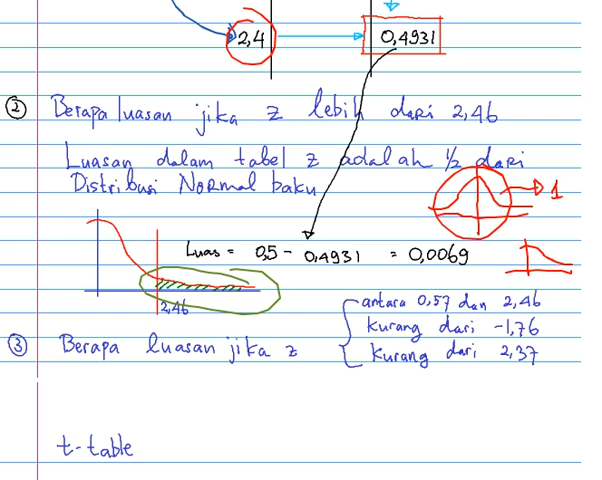 2,4 0,4931
② Berapa luasan jika z lebih dari 2,46
Luasan dalam tabel z adalah 1/2 dari
Distribusi Normal baku
1
Luas = 0,5 - 0,4931 = 0,0069
2,46
antara 0,57 dan 2,46
③ Berapa luasan jika z kurang dari -1,76
kurang dari 2,37
t-table